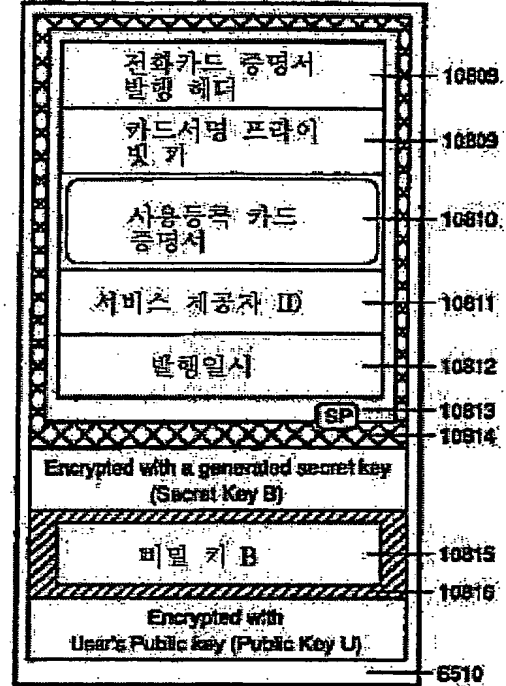 전화카드 증명서
발행 헤더
10809
카드서명 프라이
빗 키
10809
사용등록 카드
증명서
10810
서비스 제공자 ID
10811
발행일시
10812
SP
10813
10814
Encrypted with a generated secret key
(Secret Key B)
비밀 키 B
10815
10816
Encrypted with
User's Public key (Public Key U)
6510